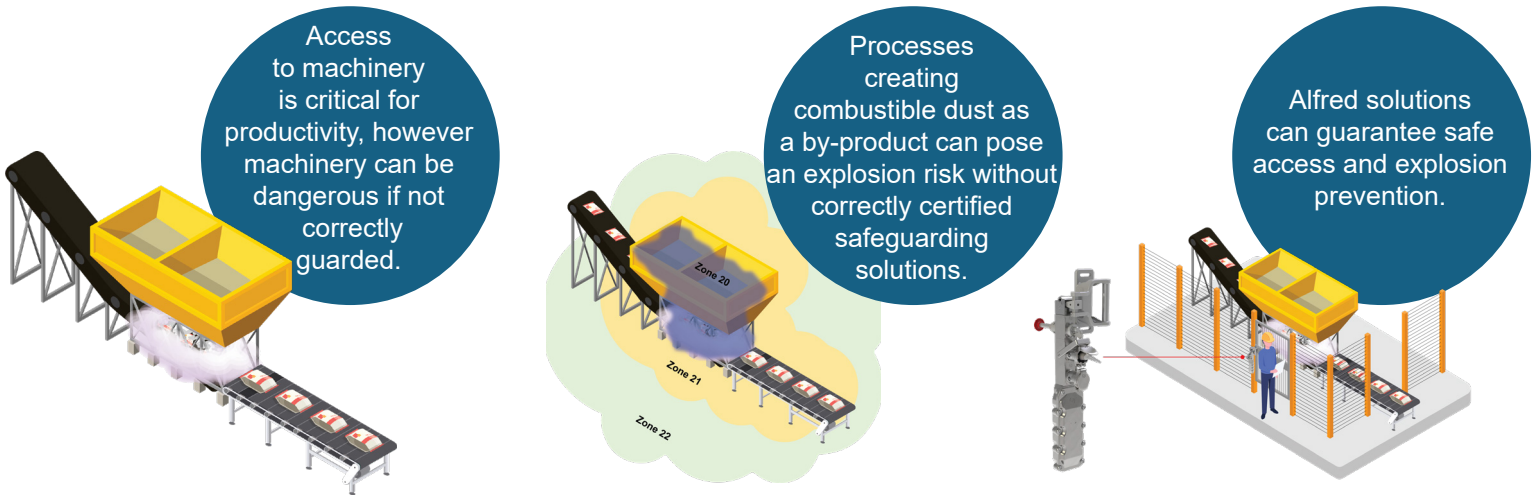 Access
to machinery
is critical for
productivity, however
machinery can be
dangerous if not
correctly
guarded.
Processes
creating
combustible dust as
a by-product can pose
an explosion risk without
correctly certified
safeguarding
solutions.
Zone 20
Zone 21
Zone 22
Alfred solutions
can guarantee safe
access and explosion
prevention.